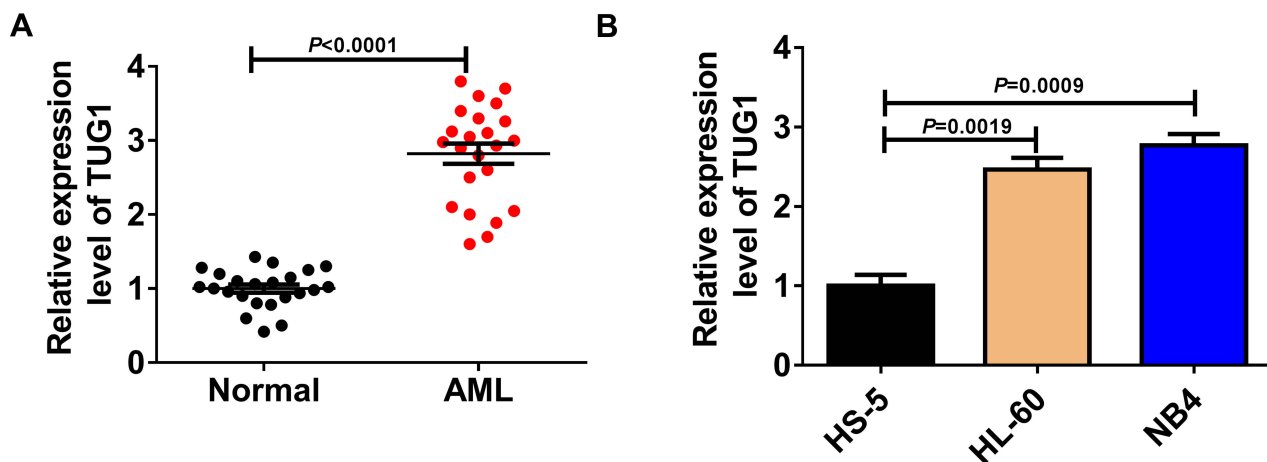 A
Relative expression
level of TUG1
P<0.0001
4
3
2
1
0
Normal
AML
B
Relative expression
level of TUG1
P=0.0009
P=0.0019
4
3
2
1
0
HS-5
HL-60
NB4